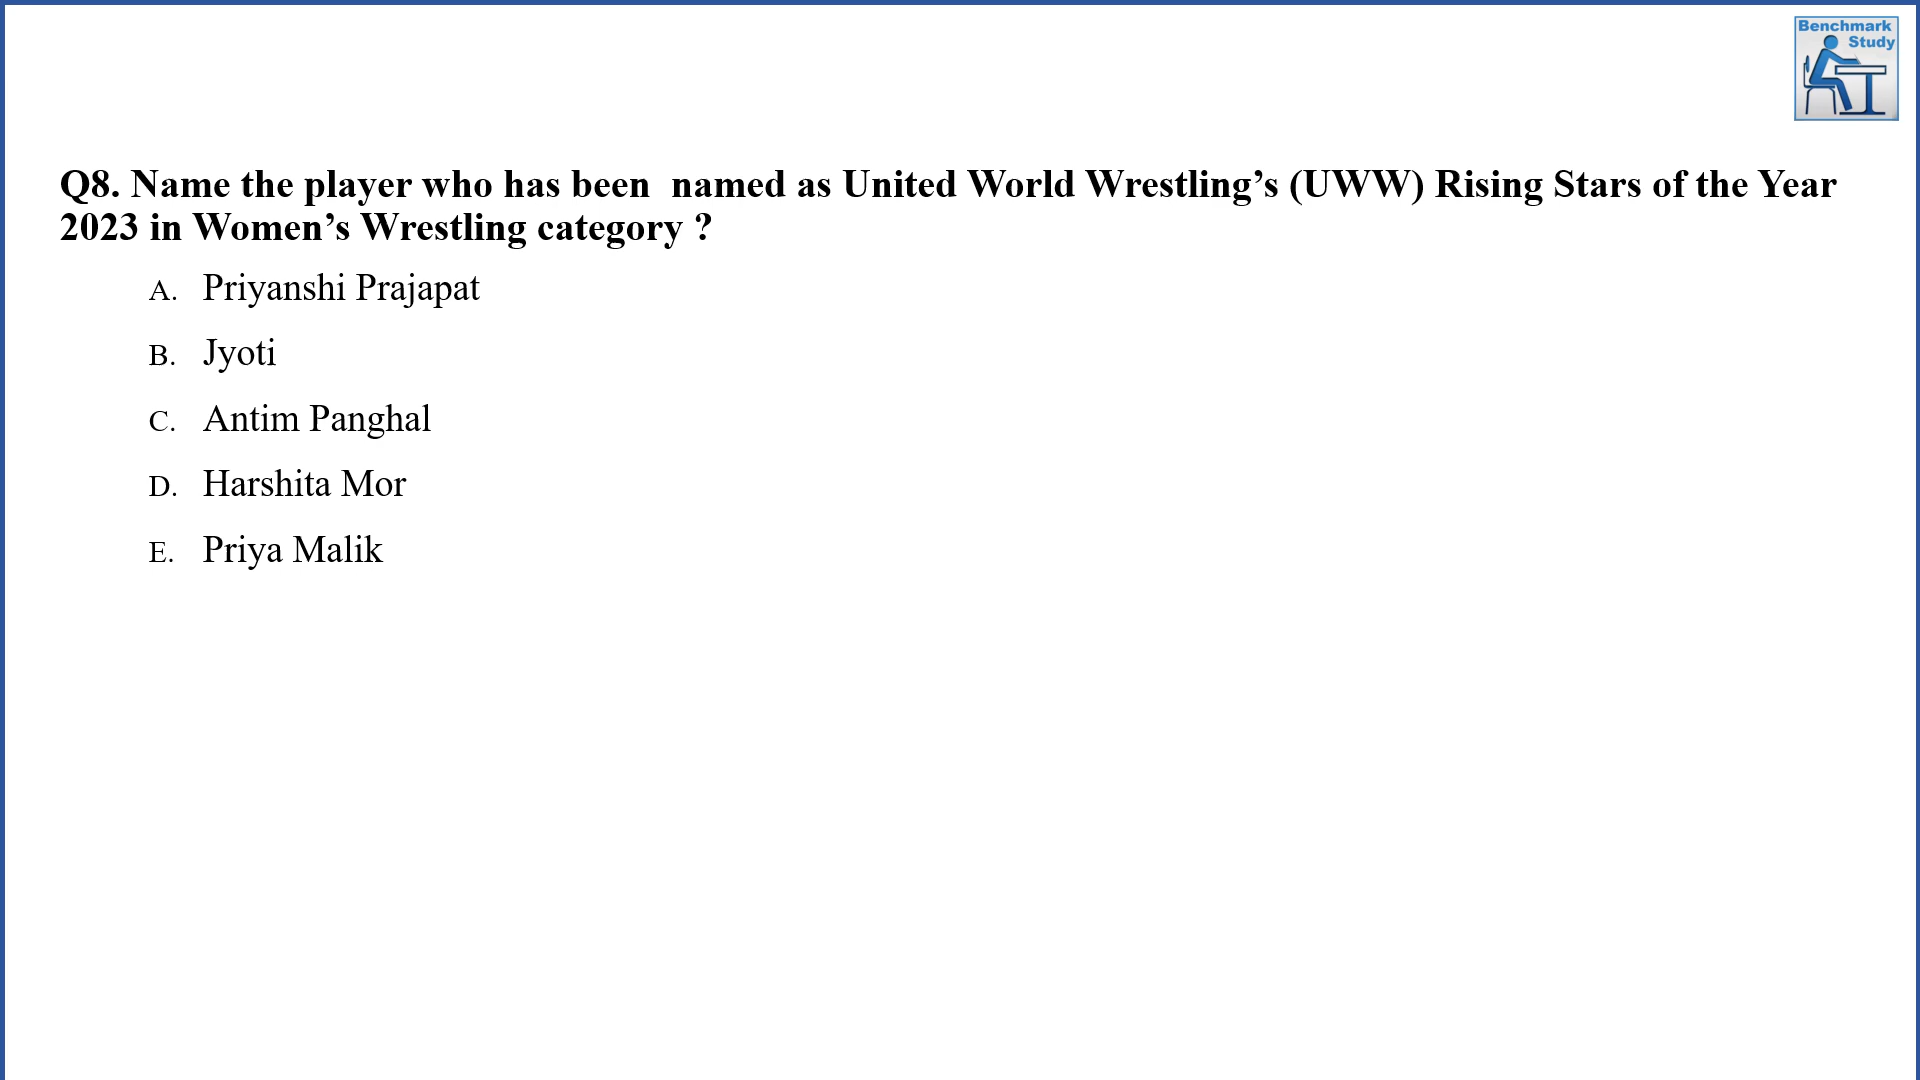 Benchmark
Study
Q8. Name the player who has been  named as United World Wrestling’s (UWW) Rising Stars of the Year
2023 in Women’s Wrestling category ?
A. Priyanshi Prajapat
B. Jyoti
C. Antim Panghal
D. Harshita Mor
E. Priya Malik